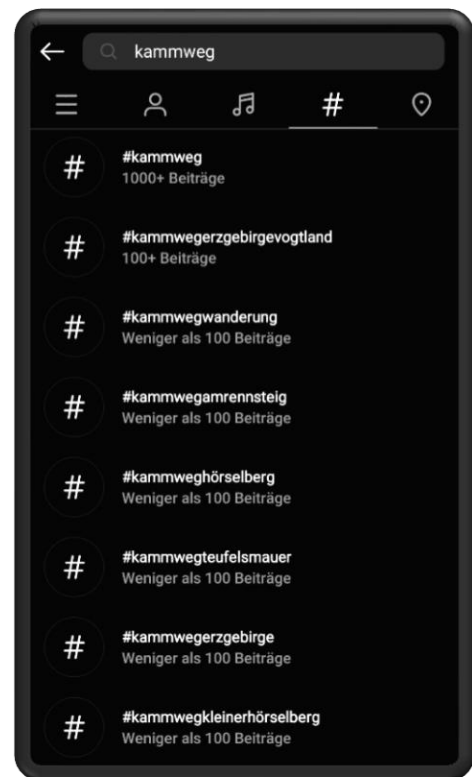 kammweg
#
#
#kammweg
1000+ Beiträge
#
#kammwegerzgebirgevogtland
100+ Beiträge
#
#kammwegwanderung
Weniger als 100 Beiträge
#
#kammwegamrennsteig
Weniger als 100 Beiträge
#
#kammweghörselberg
Weniger als 100 Beiträge
#
#kammwegteufelsmauer
Weniger als 100 Beiträge
#
#kammwegerzgebirge
Weniger als 100 Beiträge
#
#kammwegkleinerhörselberg
Weniger als 100 Beiträge